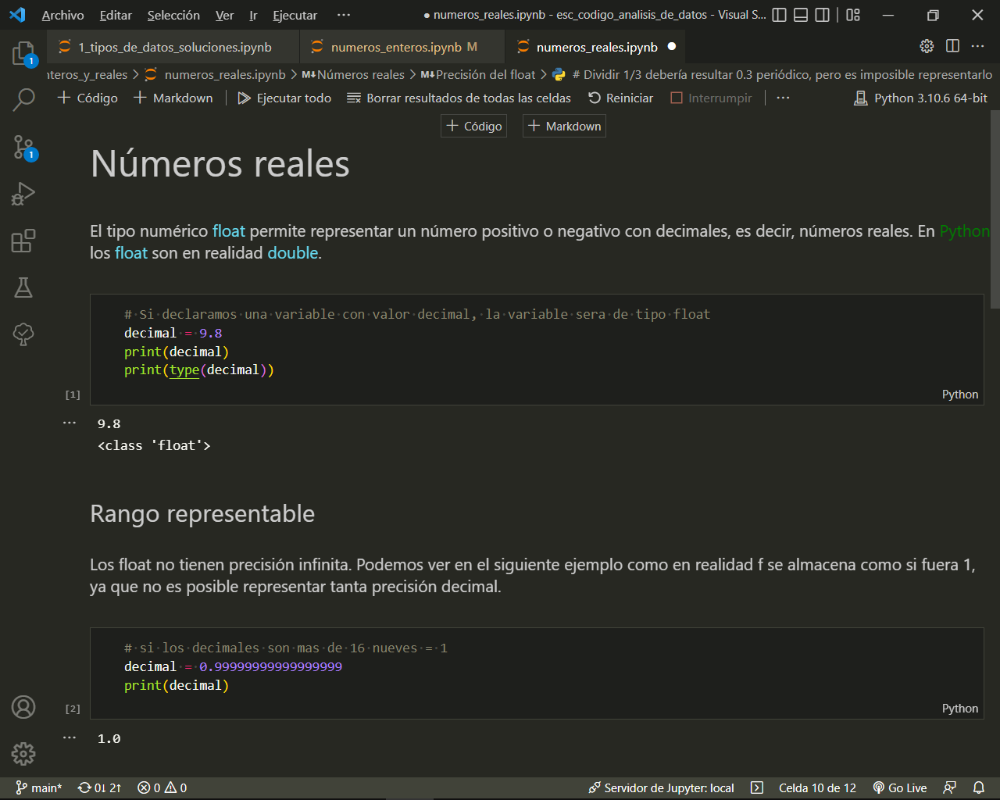 Archivo Editar Selección Ver Ir Ejecutar ··· ● numeros_reales.ipynb - esc_codigo_analisis_de_datos - Visual S...
1_tipos_de_datos_soluciones.ipynb numeros_enteros.ipynb M numeros_reales.ipynb ●
nteros_y_reales > numeros_reales.ipynb > M↓Números reales > M↓Precisión del float > # Dividir 1/3 debería resultar 0.3 periódico, pero es imposible representarlo
+ Código + Markdown Ejecutar todo Borrar resultados de todas las celdas Reiniciar Interrumpir ··· Python 3.10.6 64-bit
+ Código + Markdown
1
1
Números reales
El tipo numérico float permite representar un número positivo o negativo con decimales, es decir, números reales. En Python
los float son en realidad double.
# Si declaramos una variable con valor decimal, la variable sera de tipo float
decimal = 9.8
print(decimal)
print(type(decimal))
[1] Python
··· 9.8
<class 'float'>
Rango representable
Los float no tienen precisión infinita. Podemos ver en el siguiente ejemplo como en realidad f se almacena como si fuera 1,
ya que no es posible representar tanta precisión decimal.
# si los decimales son mas de 16 nueves = 1
decimal = 0.99999999999999999
print(decimal)
[2] Python
··· 1.0
main* 0↓ 2↑ 0 0 Servidor de Jupyter: local Celda 10 de 12 Go Live